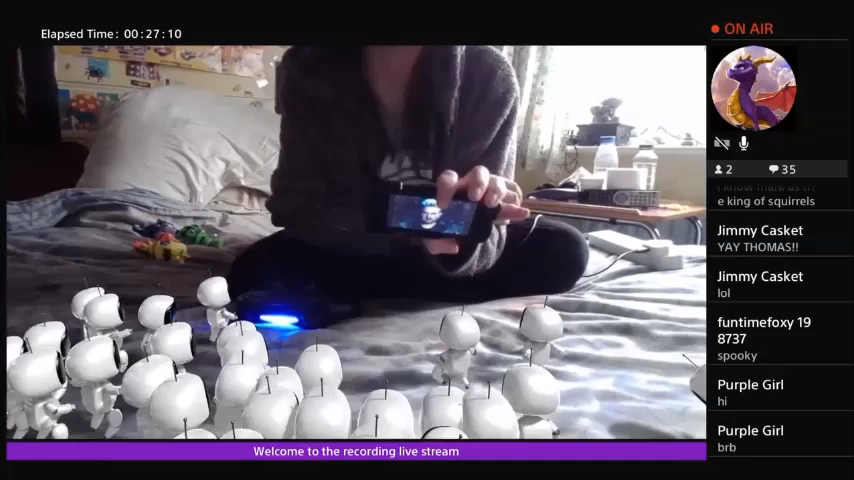 Elapsed Time: 00:27:10
ON AIR
2
35
e king of squirrels
Jimmy Casket
YAY THOMAS!!
Jimmy Casket
lol
funtimefoxy 19
8737
spooky
Purple Girl
hi
Purple Girl
brb
Welcome to the recording live stream